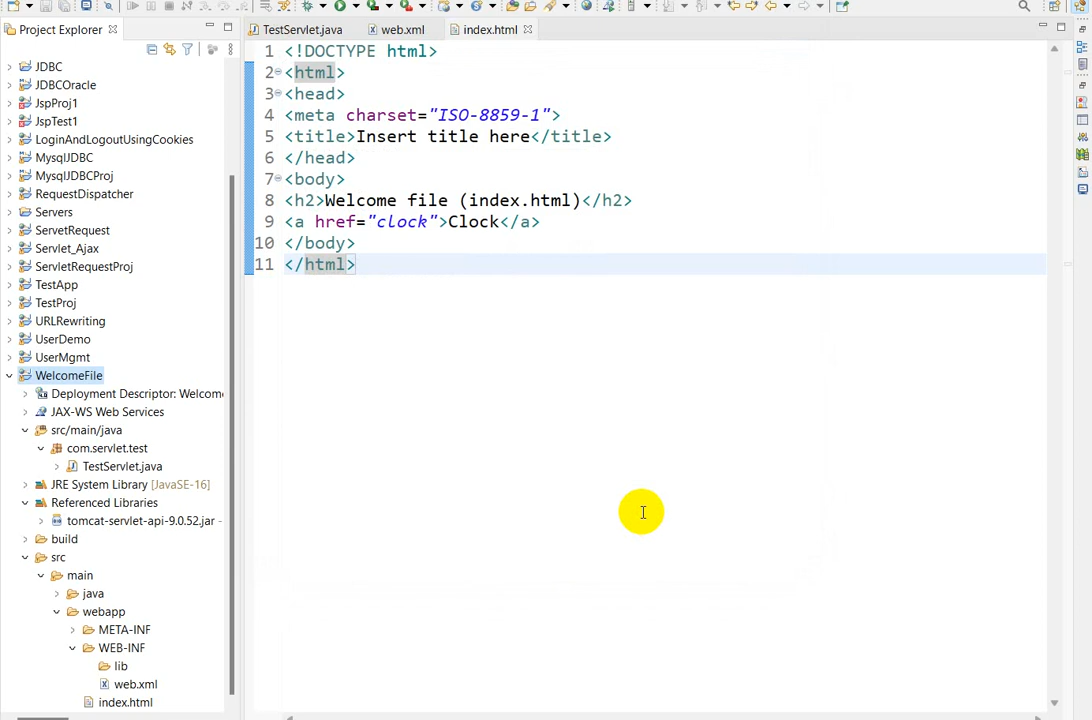 Project Explorer
JDBC
JDBCOracle
JspProj1
JspTest1
LoginAndLogoutUsingCookies
MysqlJDBC
MysqlJDBCProj
RequestDispatcher
Servers
ServetRequest
Servlet_Ajax
ServletRequestProj
TestApp
TestProj
URLRewriting
UserDemo
UserMgmt
WelcomeFile
Deployment Descriptor: Welcome
JAX-WS Web Services
src/main/java
com.servlet.test
TestServlet.java
JRE System Library [JavaSE-16]
Referenced Libraries
tomcat-servlet-api-9.0.52.jar -
build
src
main
java
webapp
META-INF
WEB-INF
lib
web.xml
index.html
TestServlet.java web.xml index.html
1 <!DOCTYPE html>
2 <html>
3 <head>
4 <meta charset="ISO-8859-1">
5 <title>Insert title here</title>
6 </head>
7 <body>
8 <h2>Welcome file (index.html)</h2>
9 <a href="clock">Clock</a>
10 </body>
11 </html>